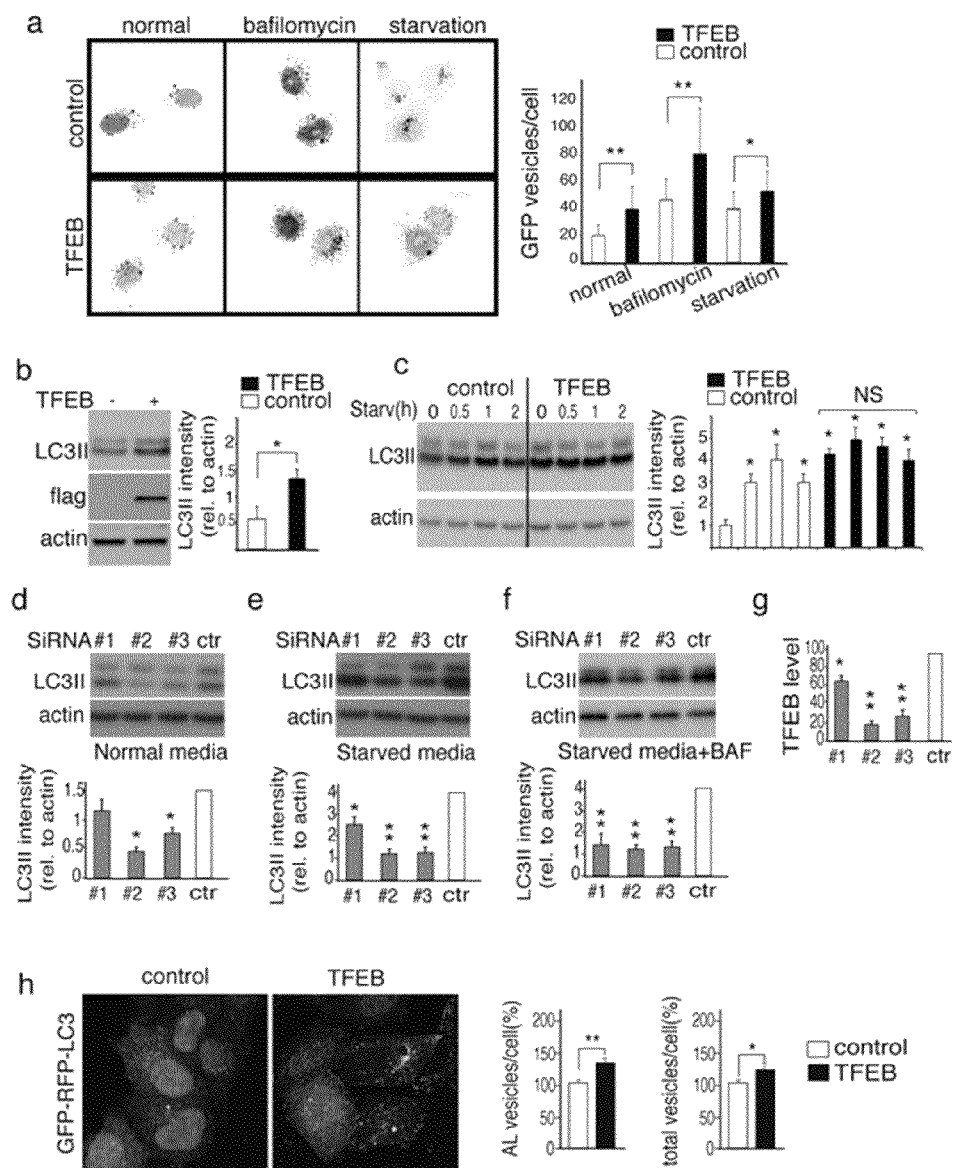 a
normal bafilomycin starvation
control
TFEB
TFEB
control
GFP vesicles/cell
120
100
80
60
40
20
0
** ** *
normal
bafilomycin
starvation
b
TFEB - +
LC3II
flag
actin
TFEB
control
LC3II intensity
(rel. to actin)
2
1.5
1
0.5
*
c
control TFEB
Starv(h) 0 0.5 1 2 0 0.5 1 2
LC3II
actin
TFEB
control
NS
LC3II intensity
(rel. to actin)
5
4
3
2
1
* * * * * * *
d
SiRNA #1 #2 #3 ctr
LC3II
actin
Normal media
LC3II intensity
(rel. to actin)
1.5
1
0.5
0
* *
#1 #2 #3 ctr
e
SiRNA #1 #2 #3 ctr
LC3II
actin
Starved media
LC3II intensity
(rel. to actin)
4
3
2
1
0
* ** **
#1 #2 #3 ctr
f
SiRNA #1 #2 #3 ctr
LC3II
actin
Starved media+BAF
LC3II intensity
(rel. to actin)
4
3
2
1
0
** ** **
#1 #2 #3 ctr
g
TFEB level
100
80
60
40
20
0
* ** **
#1 #2 #3 ctr
h
control TFEB
GFP-RFP-LC3
AL vesicles/cell(%)
200
150
100
50
0
**
total vesicles/cell(%)
200
150
100
50
0
*
control
TFEB